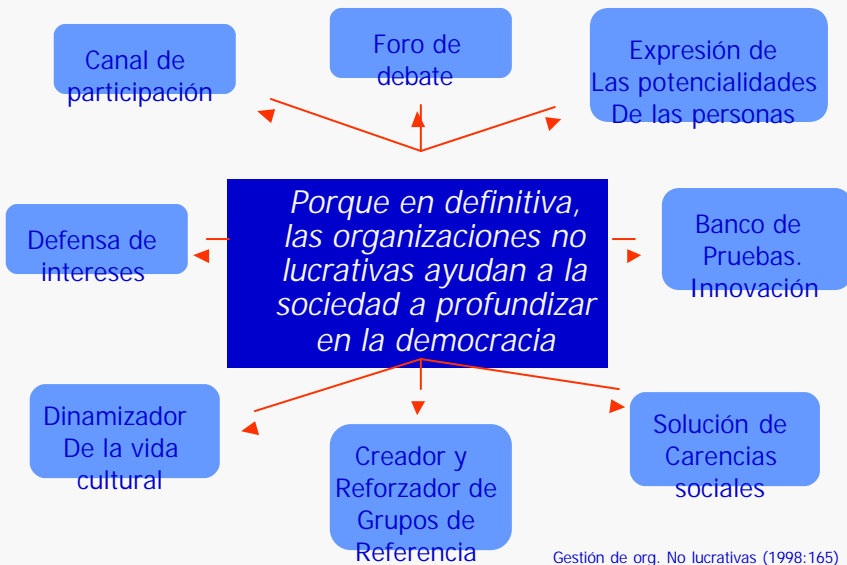 Canal de
participación
Foro de
debate
Expresión de
Las potencialidades
De las personas
Defensa de
intereses
Porque en definitiva,
las organizaciones no
lucrativas ayudan a la
sociedad a profundizar
en la democracia
Banco de
Pruebas.
Innovación
Dinamizador
De la vida
cultural
Creador y
Reforzador de
Grupos de
Referencia
Solución de
Carencias
sociales
Gestión de org. No lucrativas (1998:165)